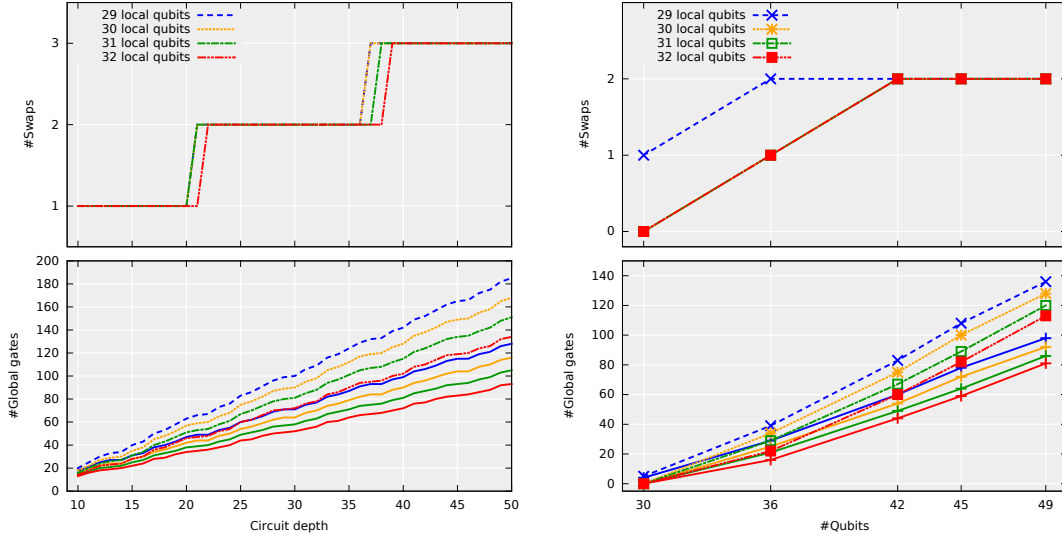 29 local qubits
30 local qubits
31 local qubits
32 local qubits
#Swaps
3
2
1
29 local qubits
30 local qubits
31 local qubits
32 local qubits
#Swaps
3
2
1
0
#Global gates
200
180
160
140
120
100
80
60
40
20
0
10 15 20 25 30 35 40 45 50
Circuit depth
#Global gates
140
120
100
80
60
40
20
0
30 36 42 45 49
#Qubits